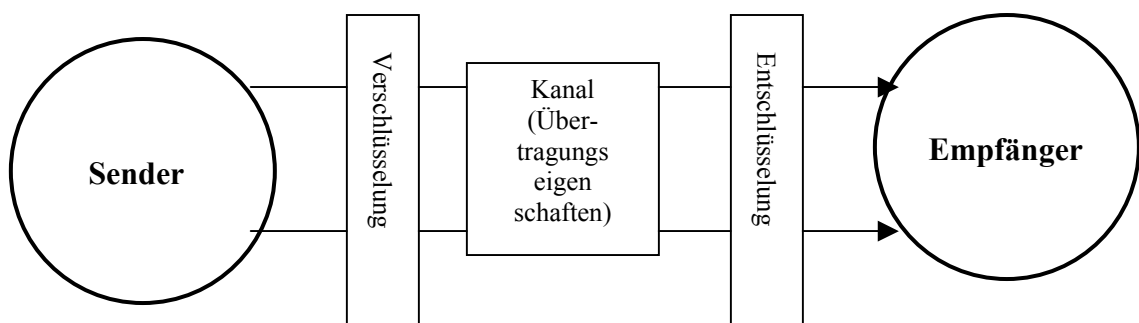 Sender
Verschlüsselung
Kanal
(Über-
tragungs
eigen
schaften)
Entschlüsselung
Empfänger